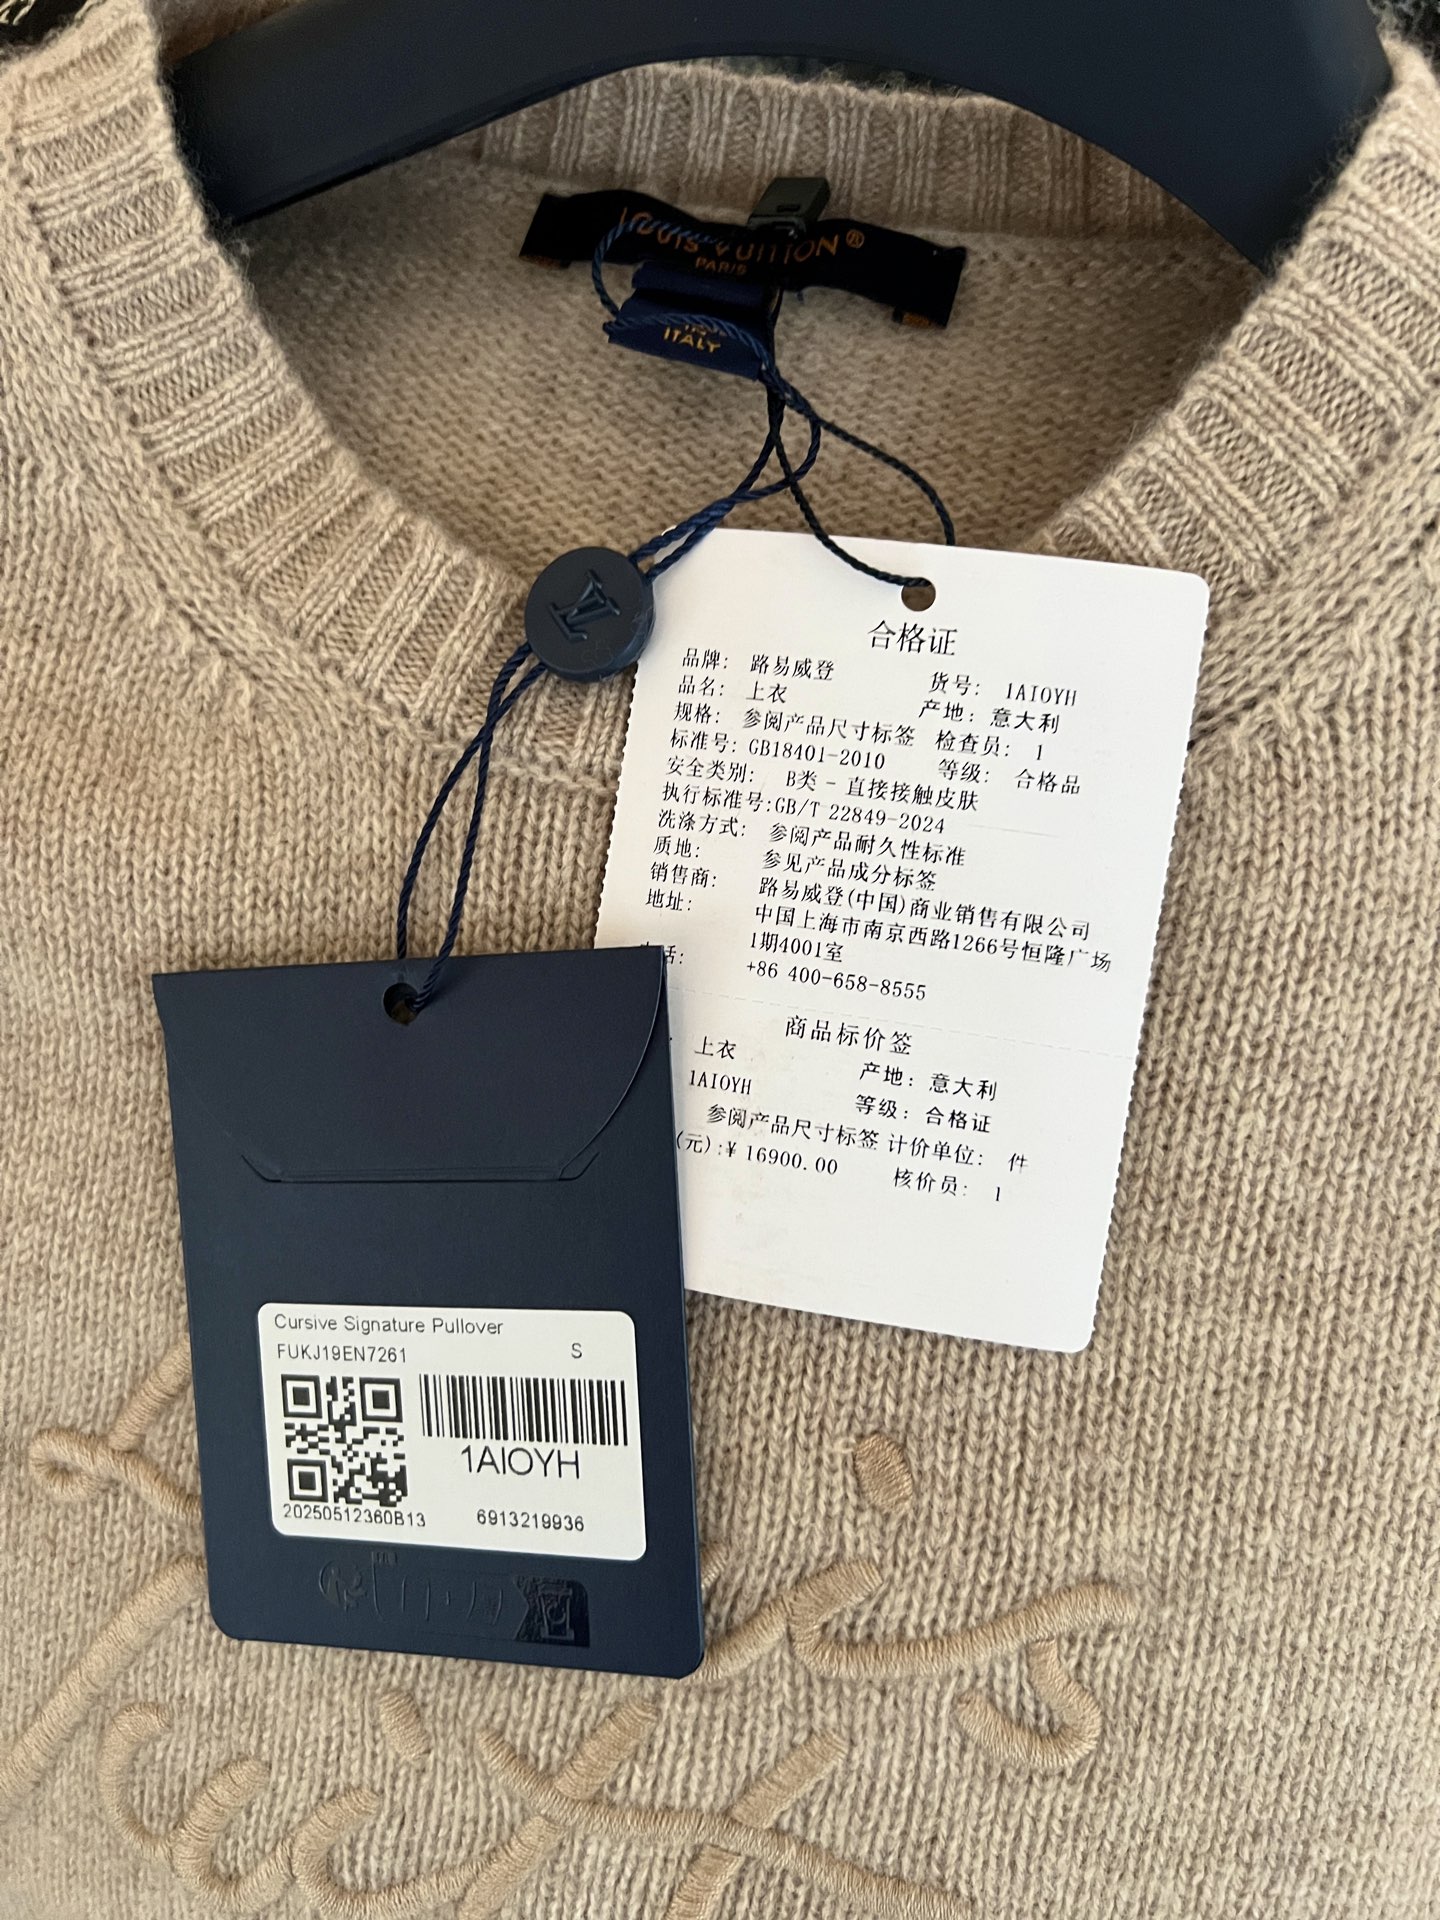 LOUIS VUITTON®
PARIS
ITALY
合格证
品牌: 路易威登 货号: 1AIOYH
品名: 上衣 产地: 意大利
规格: 参阅产品尺寸标签 检查员: 1
标准号: GB18401-2010 等级: 合格品
安全类别: B类 - 直接接触皮肤
执行标准号:GB/T 22849-2024
洗涤方式: 参阅产品耐久性标准
质地: 参见产品成分标签
销售商: 路易威登(中国)商业销售有限公司
地址: 中国上海市南京西路1266号恒隆广场
1期4001室
话: +86 400-658-8555
商品标价签
上衣 产地: 意大利
1AIOYH 等级: 合格证
参阅产品尺寸标签 计价单位: 件
(元):¥ 16900.00 核价员: 1
LV
Cursive Signature Pullover
FUKJ19EN7261 S
1AIOYH
20250512360B13 6913219936